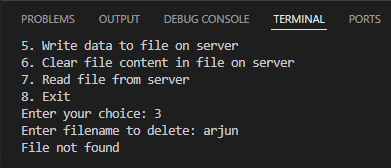 PROBLEMS OUTPUT DEBUG CONSOLE TERMINAL PORTS
5. Write data to file on server
6. Clear file content in file on server
7. Read file from server
8. Exit
Enter your choice: 3
Enter filename to delete: arjun
File not found